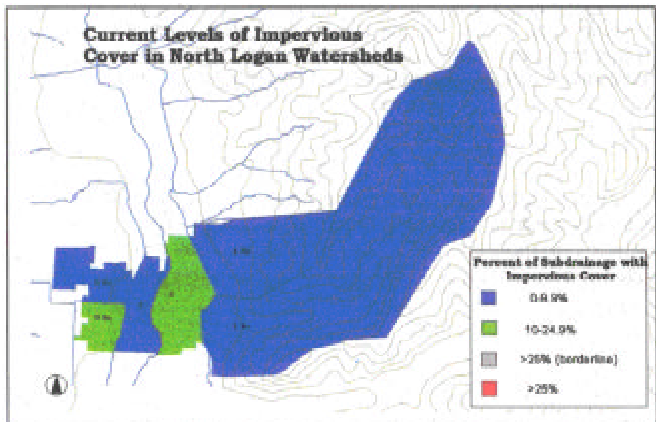 Current Levels of Impervious
Cover in North Logan Watersheds
Percent of Subdrainage with
Impervious Cover
0-9.9%
10-24.9%
>25% (borderline)
>25%